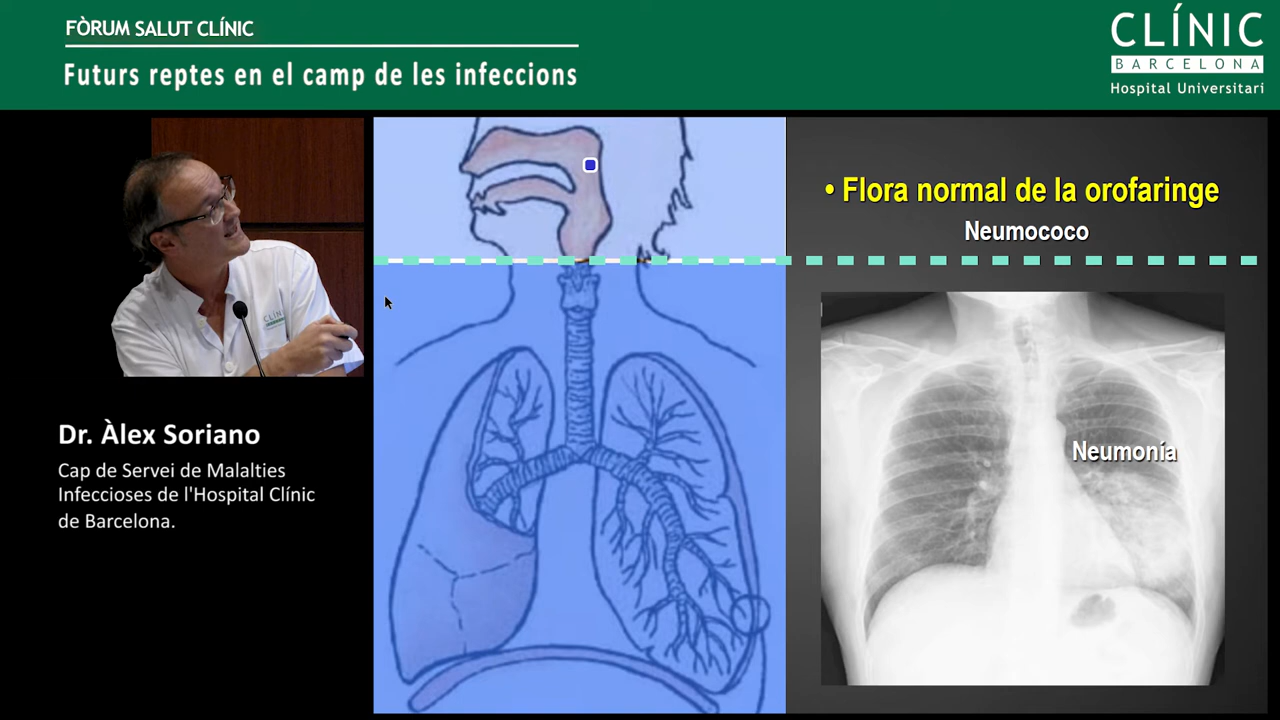 FÒRUM SALUT CLÍNIC
Futurs reptes en el camp de les infeccions
CLÍNIC
BARCELONA
Hospital Universitari
• Flora normal de la orofaringe
Neumococo
Neumonía
CLÍNIC
Dr. Àlex Soriano
Cap de Servei de Malalties
Infeccioses de l'Hospital Clínic
de Barcelona.